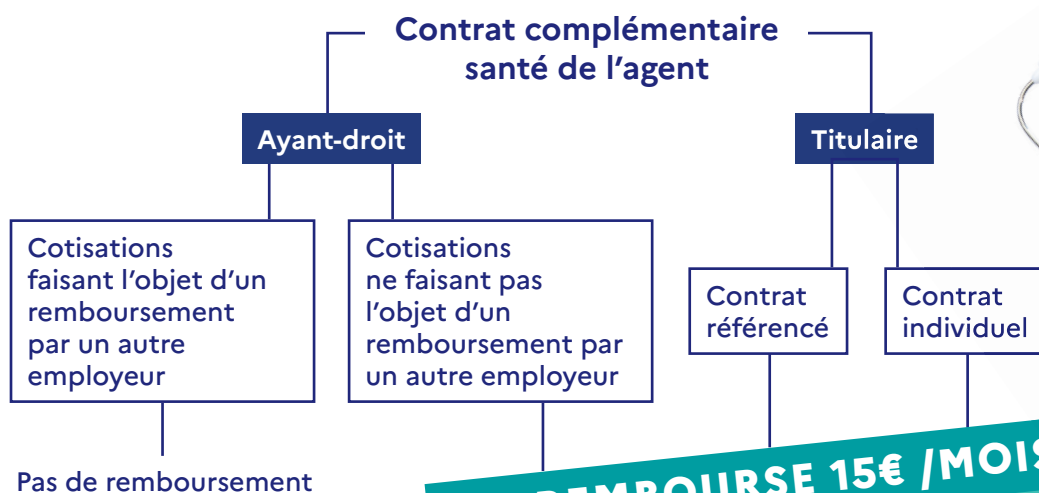 Contrat complémentaire
santé de l'agent
Ayant-droit
Titulaire
Cotisations
faisant l'objet d'un
remboursement
par un autre
employeur
Cotisations
ne faisant pas
l'objet d'un
remboursement par
un autre employeur
Contrat
référencé
Contrat
individuel
Pas de remboursement
REMBOURSE 15€ /MOIS